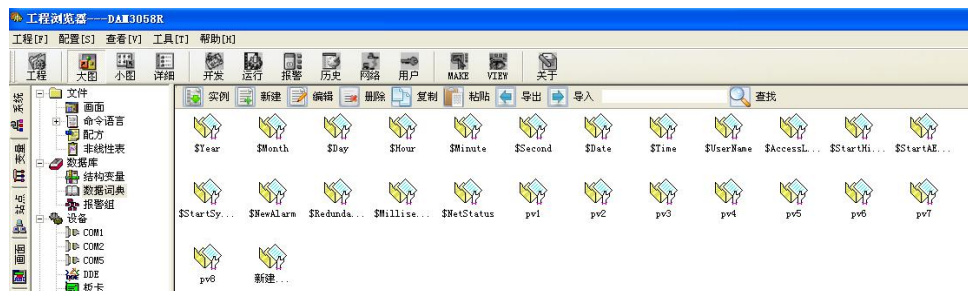 工程浏览器---DAM3058R
工程[F] 配置[S] 查看[V] 工具[T] 帮助[H]
工程 大图 小图 详细 开发 运行 报警 历史 网络 用户 MAKE VIEW 关于
实例 新建 编辑 删除 复制 粘贴 导出 导入 查找
系统
变量
站点
画面
文件
画面
命令语言
配方
非线性表
数据库
结构变量
数据词典
报警组
设备
COM1
COM2
COM5
DDE
板卡
$Year $Month $Day $Hour $Minute $Second $Date $Time $UserName $AccessL... $StartHi... $StartAE...
$StartSy... $NewAlarm $Redunda... $Millise... $NetStatus pv1 pv2 pv3 pv4 pv5 pv6 pv7
pv8 新建...